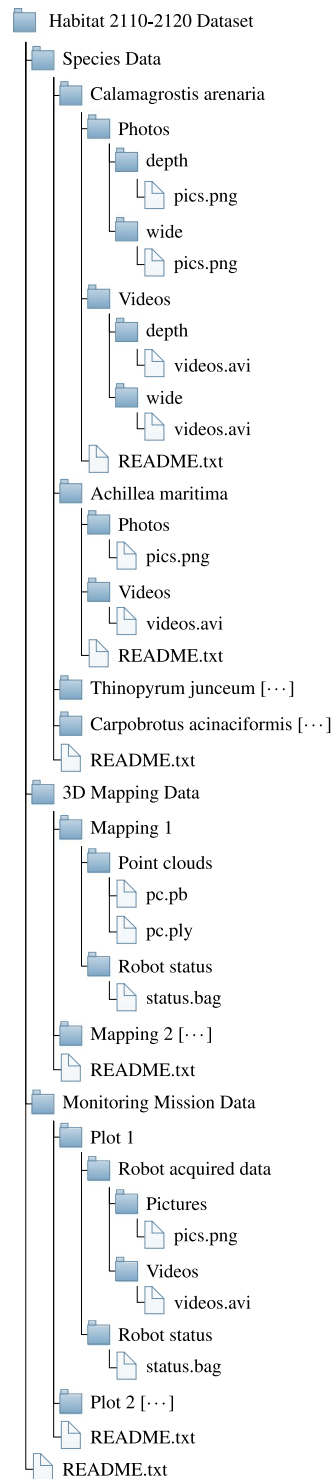 Habitat 2110-2120 Dataset
Species Data
Calamagrostis arenaria
Photos
depth
pics.png
wide
pics.png
Videos
depth
videos.avi
wide
videos.avi
README.txt
Achillea maritima
Photos
pics.png
Videos
videos.avi
README.txt
Thinopyrum junceum [···]
Carpobrotus acinaciformis [···]
README.txt
3D Mapping Data
Mapping 1
Point clouds
pc.pb
pc.ply
Robot status
status.bag
Mapping 2 [···]
README.txt
Monitoring Mission Data
Plot 1
Robot acquired data
Pictures
pics.png
Videos
videos.avi
Robot status
status.bag
Plot 2 [···]
README.txt
README.txt